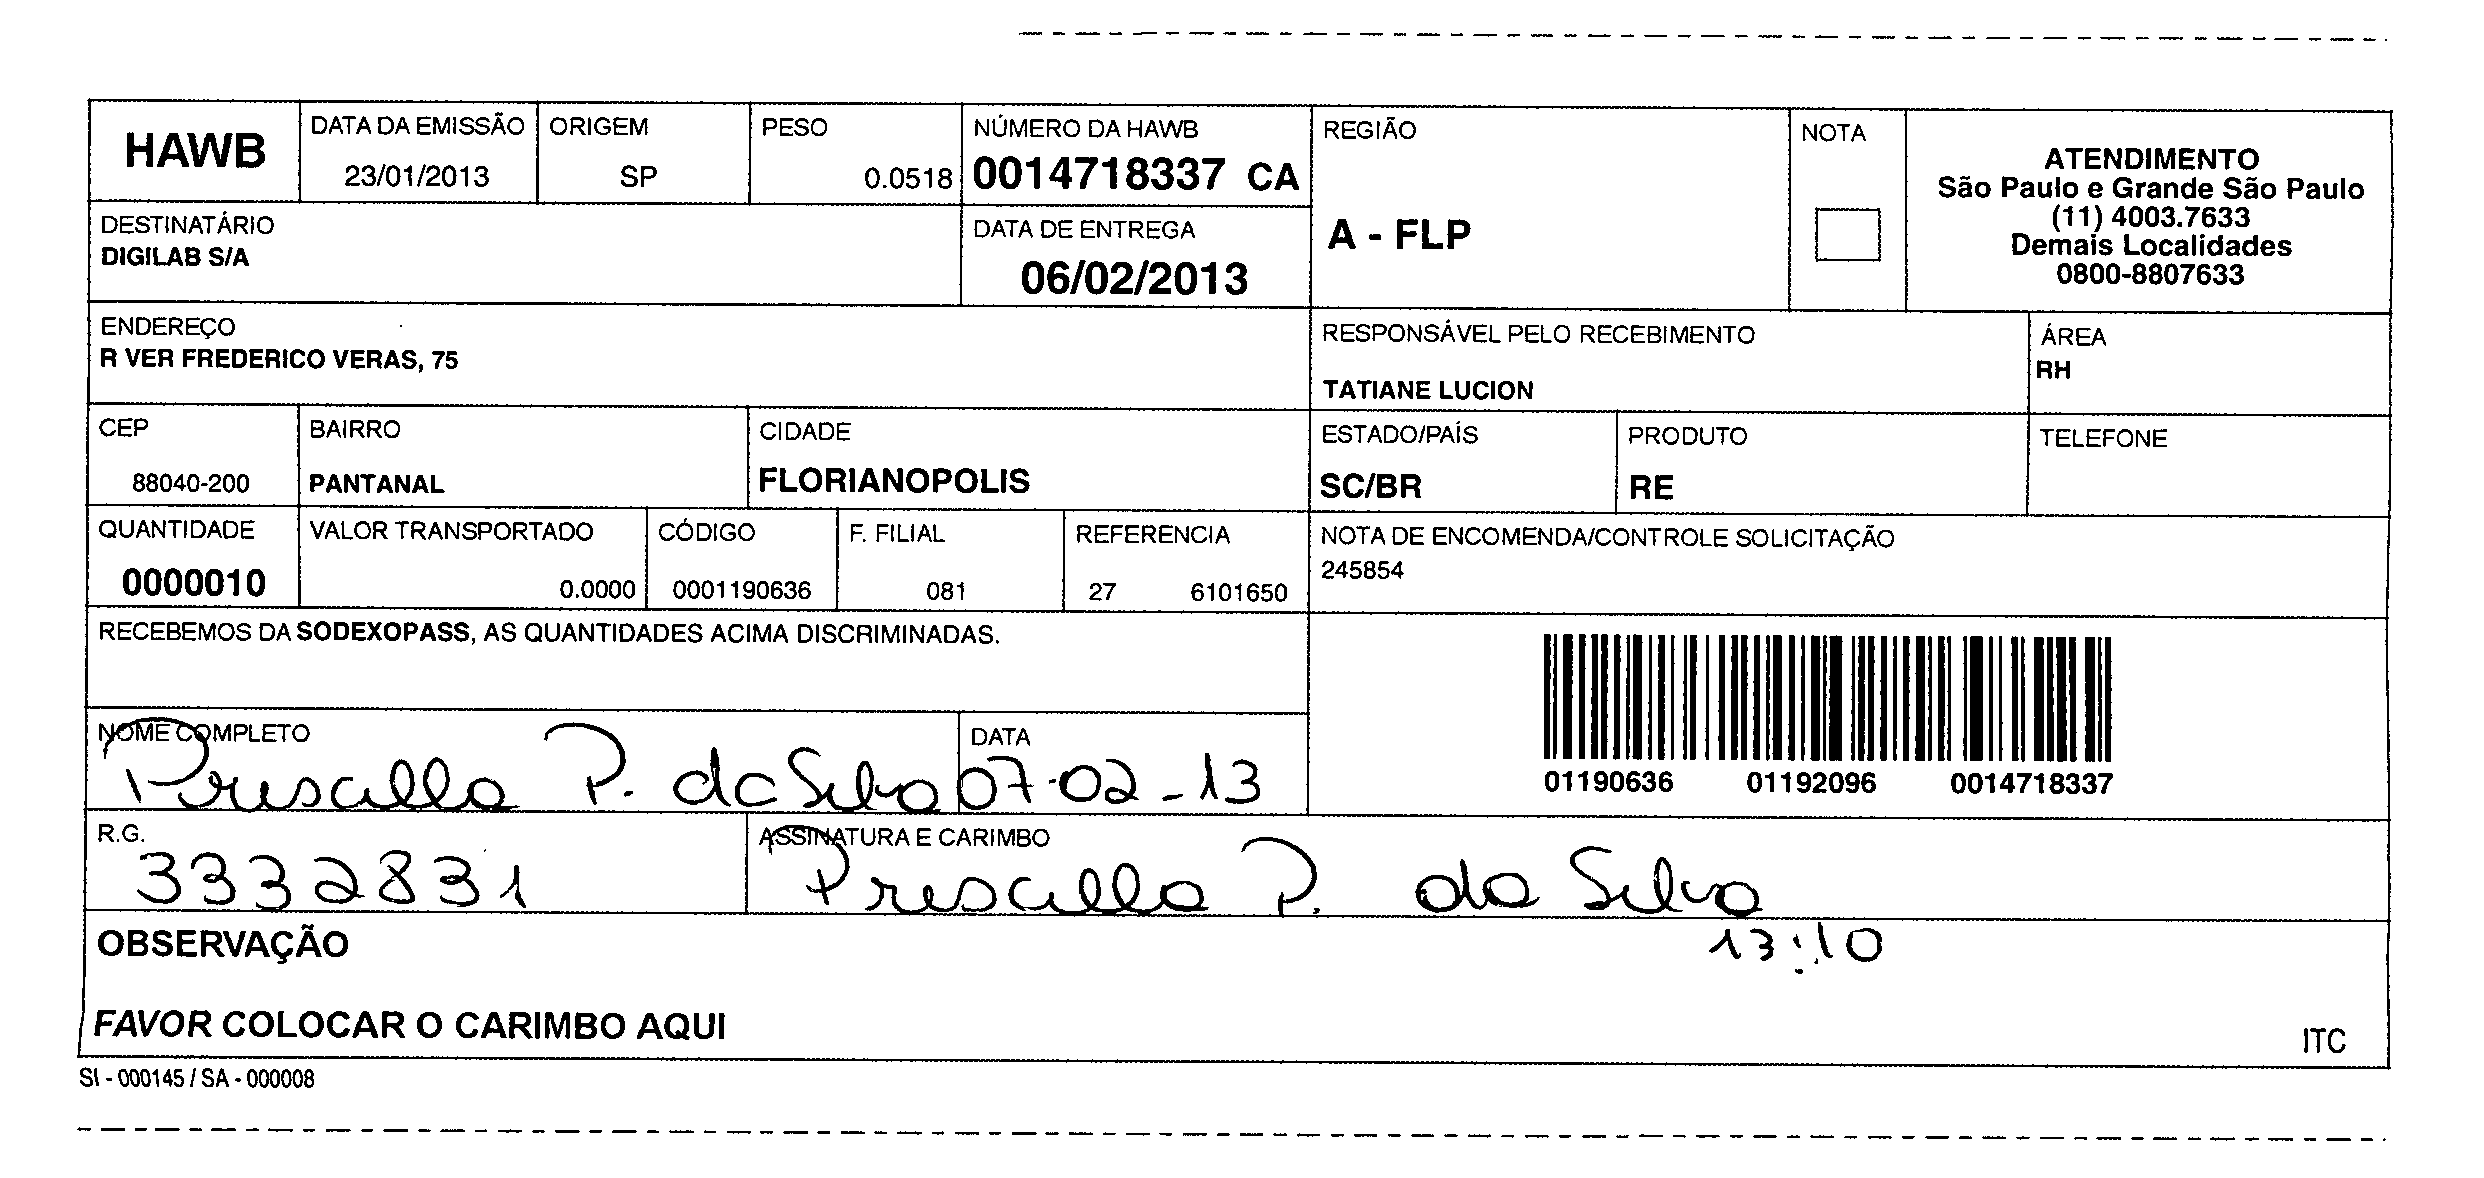 HAWB
DATA DA EMISSÃO
23/01/2013
ORIGEM
SP
PESO
0.0518
NÚMERO DA HAWB
0014718337 CA
REGIÃO
A - FLP
NOTA
ATENDIMENTO
São Paulo e Grande São Paulo
(11) 4003.7633
Demais Localidades
0800-8807633
DESTINATÁRIO
DIGILAB S/A
DATA DE ENTREGA
06/02/2013
ENDEREÇO
R VER FREDERICO VERAS, 75
RESPONSÁVEL PELO RECEBIMENTO
TATIANE LUCION
ÁREA
RH
CEP
88040-200
BAIRRO
PANTANAL
CIDADE
FLORIANOPOLIS
ESTADO/PAÍS
SC/BR
PRODUTO
RE
TELEFONE
QUANTIDADE
0000010
VALOR TRANSPORTADO
0.0000
CÓDIGO
0001190636
F. FILIAL
081
REFERENCIA
27 6101650
NOTA DE ENCOMENDA/CONTROLE SOLICITAÇÃO
245854
RECEBEMOS DA SODEXOPASS, AS QUANTIDADES ACIMA DISCRIMINADAS.
01190636 01192096 0014718337
NOME COMPLETO
Priscilla P. da Silva
DATA
07-02-13
R.G.
3332831
ASSINATURA E CARIMBO
Priscilla P. da Silva
13:10
OBSERVAÇÃO
FAVOR COLOCAR O CARIMBO AQUI
ITC
SI - 000145 / SA - 000008